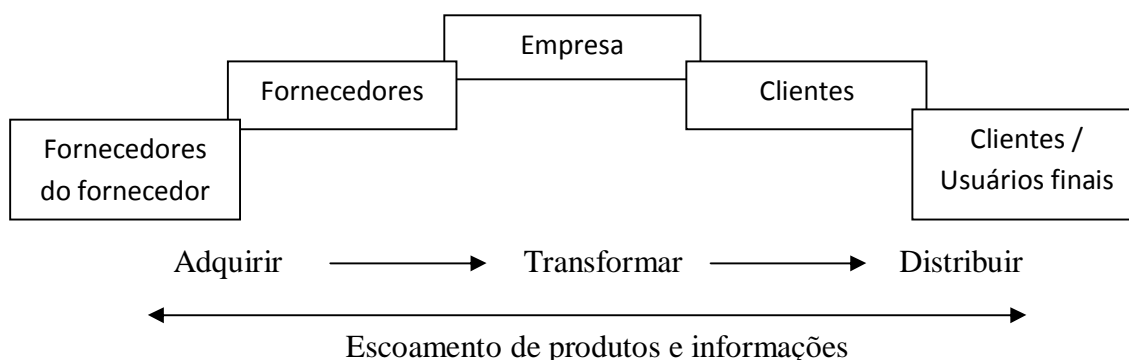 Empresa
Fornecedores
Clientes
Fornecedores
do fornecedor
Clientes /
Usuários finais
Adquirir
Transformar
Distribuir
Escoamento de produtos e informações